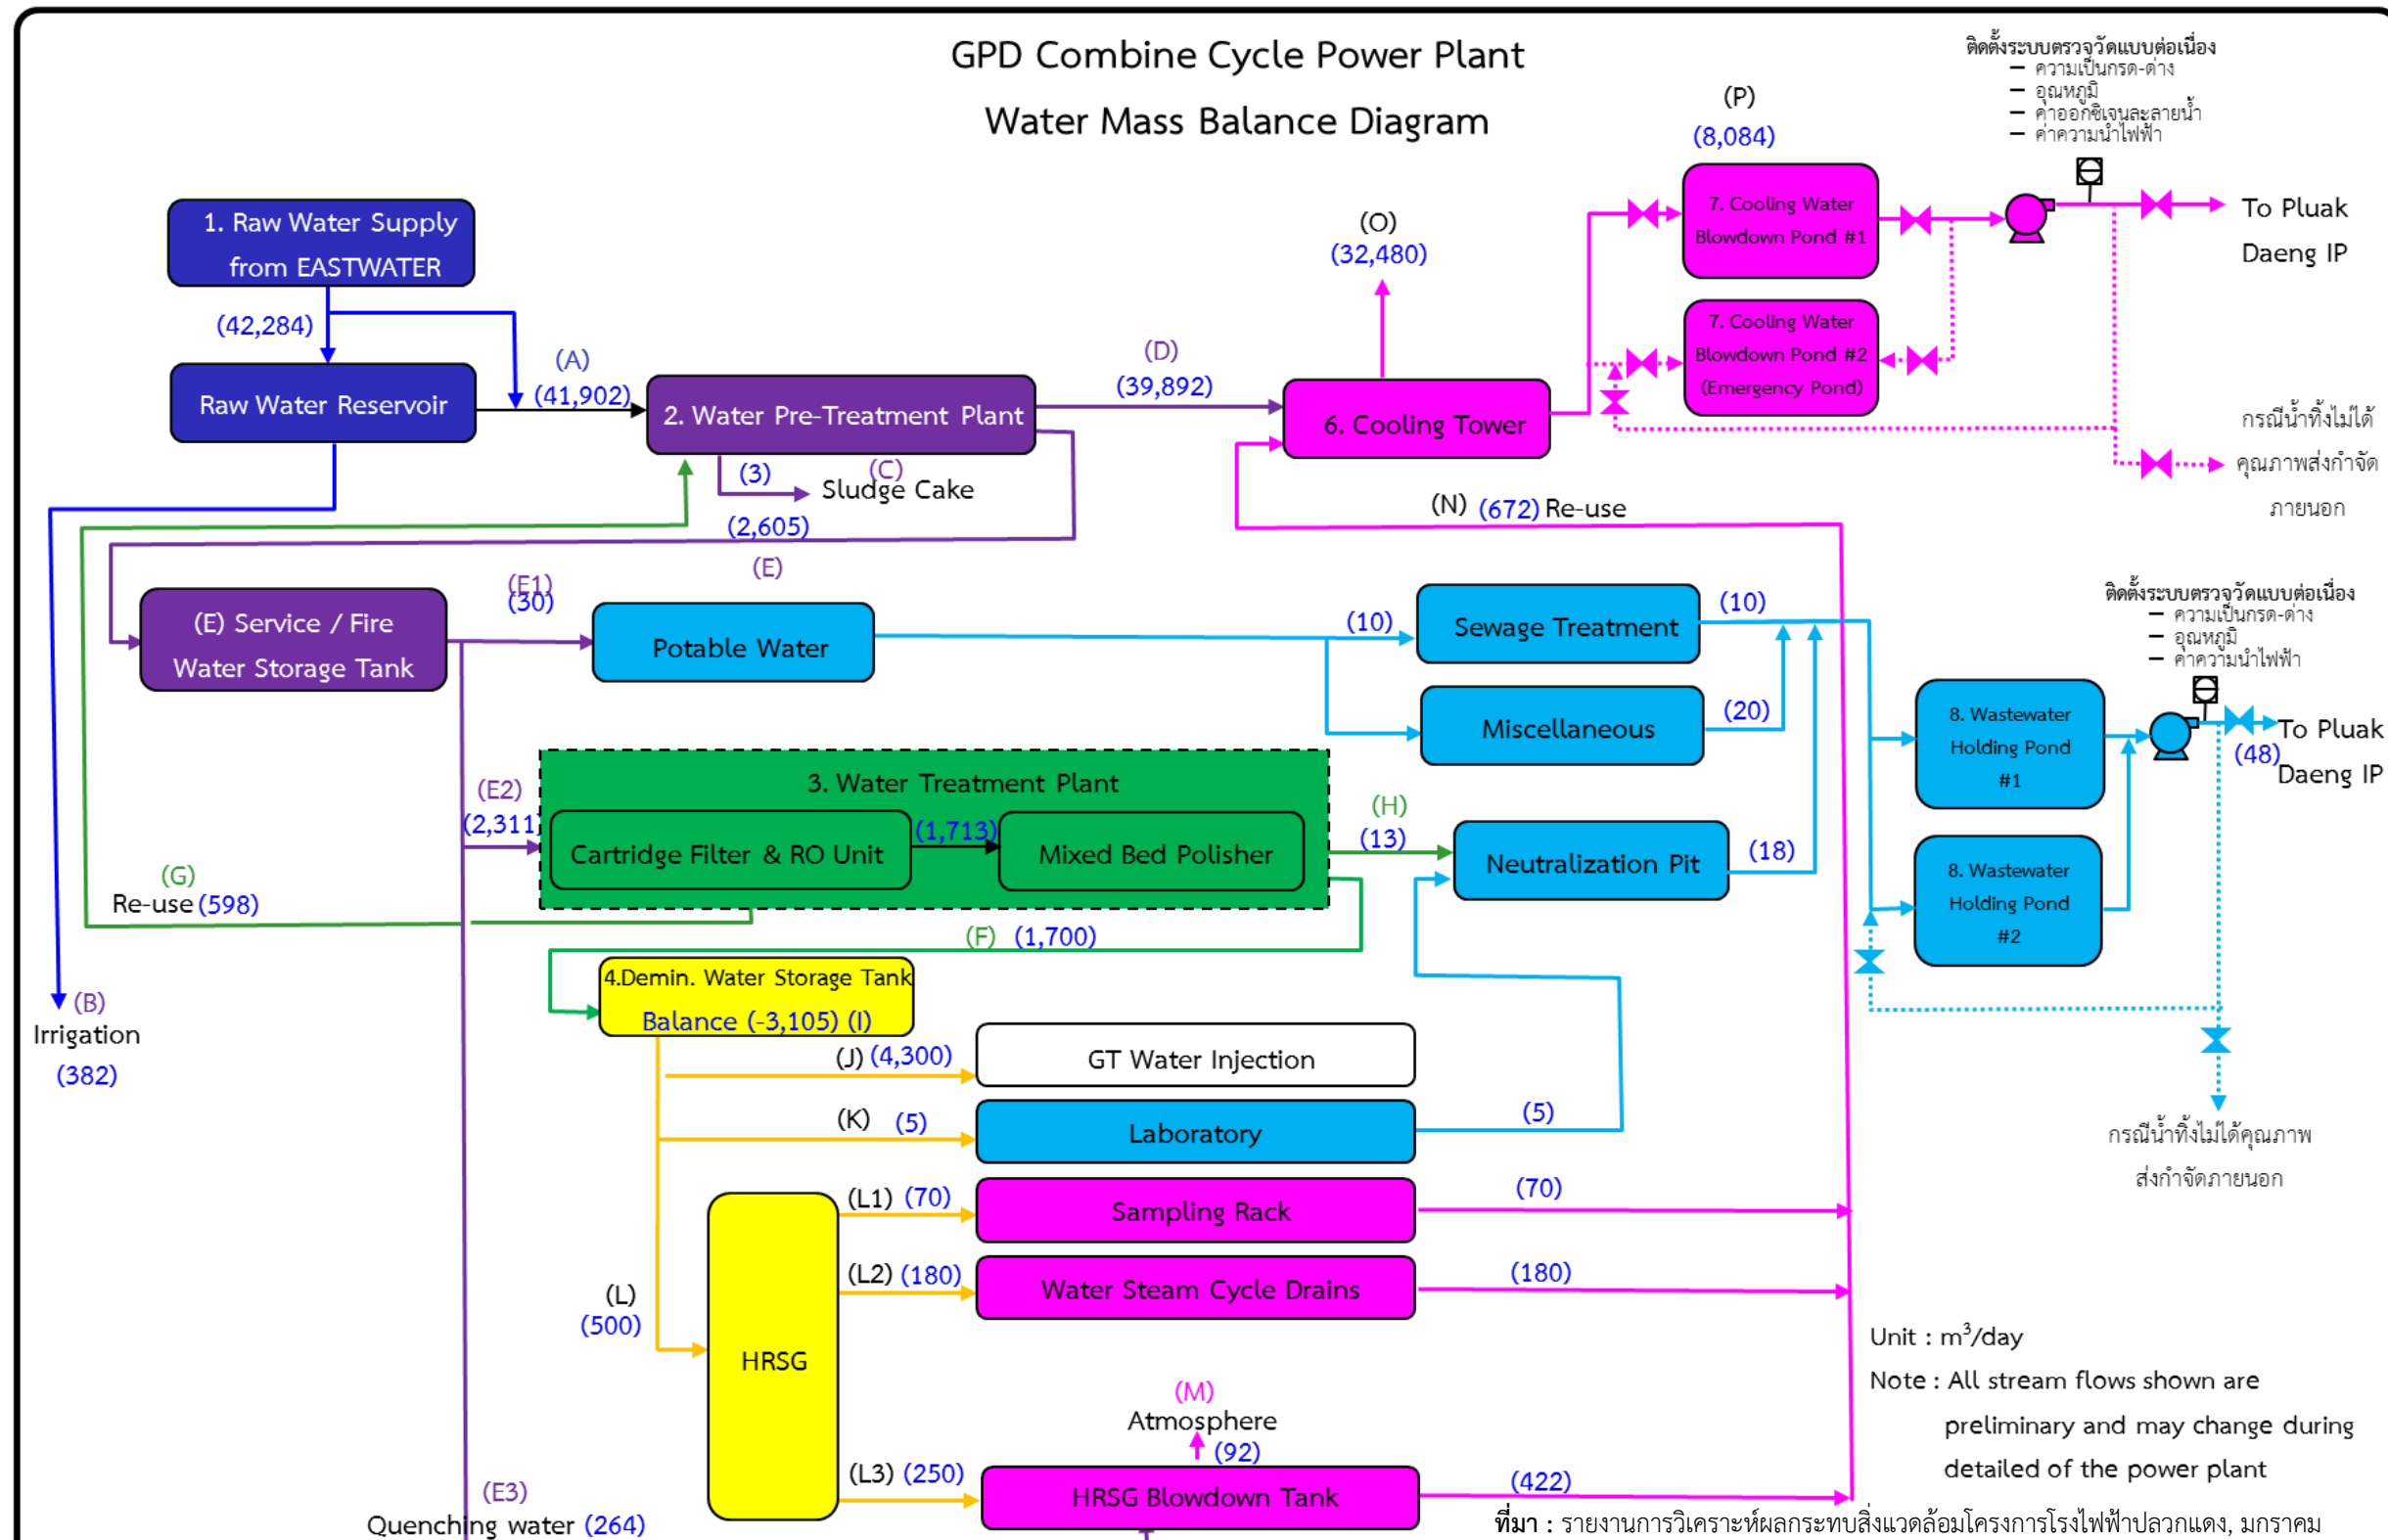 GPD Combine Cycle Power Plant
Water Mass Balance Diagram
ติดตั้งระบบตรวจวัดแบบต่อเนื่อง
– ความเป็นกรด-ด่าง
– อุณหภูมิ
– ค่าออกซิเจนละลายน้ำ
– ค่าความนำไฟฟ้า
(P)
(8,084)
1. Raw Water Supply
from EASTWATER
(42,284)
Raw Water Reservoir
(A)
(41,902)
2. Water Pre-Treatment Plant
(D)
(39,892)
(O)
(32,480)
6. Cooling Tower
7. Cooling Water
Blowdown Pond #1
7. Cooling Water
Blowdown Pond #2
(Emergency Pond)
To Pluak
Daeng IP
กรณีน้ำทิ้งไม่ได้
คุณภาพส่งกำจัด
ภายนอก
(3)
(C)
Sludge Cake
(2,605)
(E)
(N) (672) Re-use
(E) Service / Fire
Water Storage Tank
(E1)
(30)
Potable Water
(10)
Sewage Treatment
(10)
Miscellaneous
(20)
ติดตั้งระบบตรวจวัดแบบต่อเนื่อง
– ความเป็นกรด-ด่าง
– อุณหภูมิ
– ค่าความนำไฟฟ้า
8. Wastewater
Holding Pond
#1
8. Wastewater
Holding Pond
#2
To Pluak
(48)
Daeng IP
(E2)
(2,311)
3. Water Treatment Plant
Cartridge Filter & RO Unit
(1,713)
Mixed Bed Polisher
(H)
(13)
Neutralization Pit
(18)
(G)
Re-use (598)
(F) (1,700)
4.Demin. Water Storage Tank
Balance (-3,105) (I)
(B)
Irrigation
(382)
(J) (4,300)
GT Water Injection
(K) (5)
Laboratory
(5)
กรณีน้ำทิ้งไม่ได้คุณภาพ
ส่งกำจัดภายนอก
(L)
(500)
HRSG
(L1) (70)
Sampling Rack
(70)
(L2) (180)
Water Steam Cycle Drains
(180)
(M)
Atmosphere
(92)
(L3) (250)
HRSG Blowdown Tank
(422)
(E3)
Quenching water (264)
Unit : m³/day
Note : All stream flows shown are
preliminary and may change during
detailed of the power plant
ที่มา : รายงานการวิเคราะห์ผลกระทบสิ่งแวดล้อมโครงการโรงไฟฟ้าปลวกแดง, มกราคม